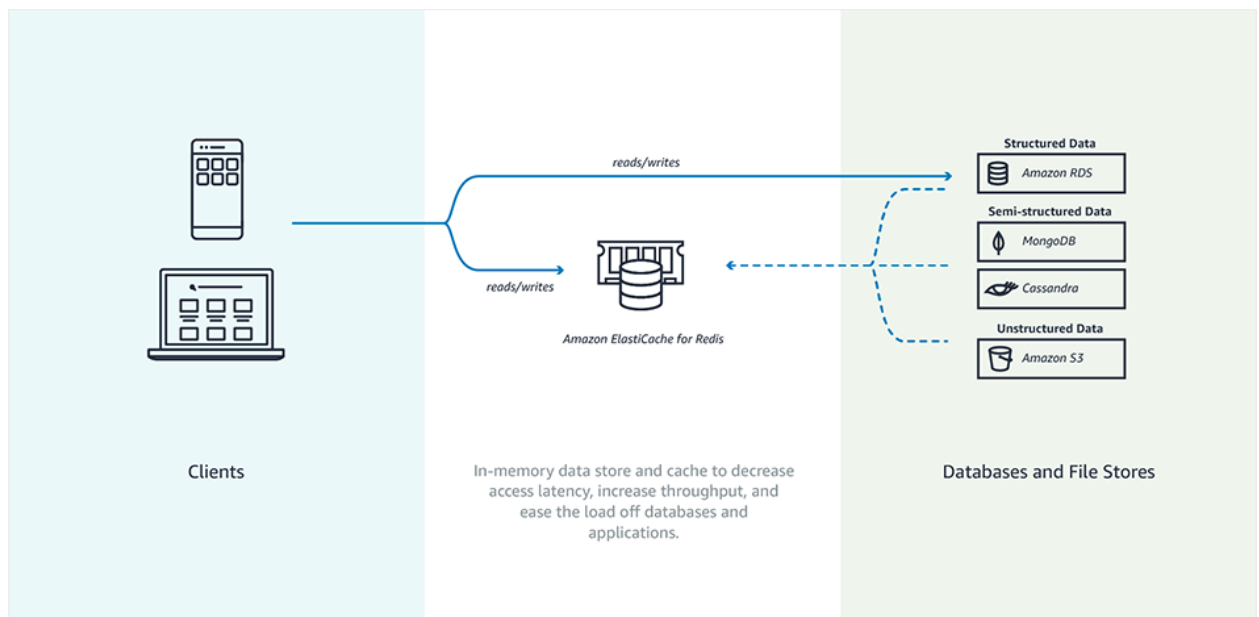 reads/writes
reads/writes
Amazon ElastiCache for Redis
Structured Data
Amazon RDS
Semi-structured Data
MongoDB
Cassandra
Unstructured Data
Amazon S3
Clients
In-memory data store and cache to decrease
access latency, increase throughput, and
ease the load off databases and
applications.
Databases and File Stores